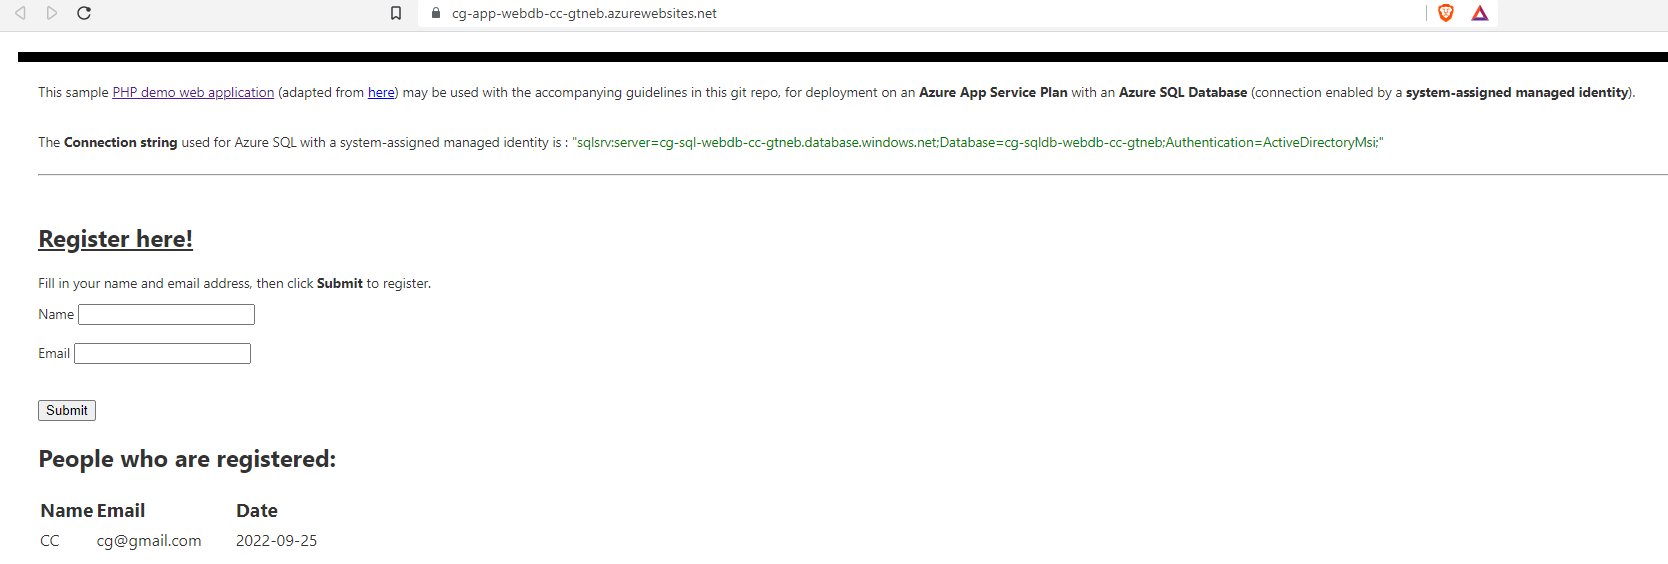 cg-app-webdb-cc-gtneb.azurewebsites.net
This sample PHP demo web application (adapted from here) may be used with the accompanying guidelines in this git repo, for deployment on an Azure App Service Plan with an Azure SQL Database (connection enabled by a system-assigned managed identity).
The Connection string used for Azure SQL with a system-assigned managed identity is : "sqlsrv:server=cg-sql-webdb-cc-gtneb.database.windows.net;Database=cg-sqldb-webdb-cc-gtneb;Authentication=ActiveDirectoryMsi;"
Register here!
Fill in your name and email address, then click Submit to register.
Name
Email
Submit
People who are registered:
Name Email Date
CC cg@gmail.com 2022-09-25